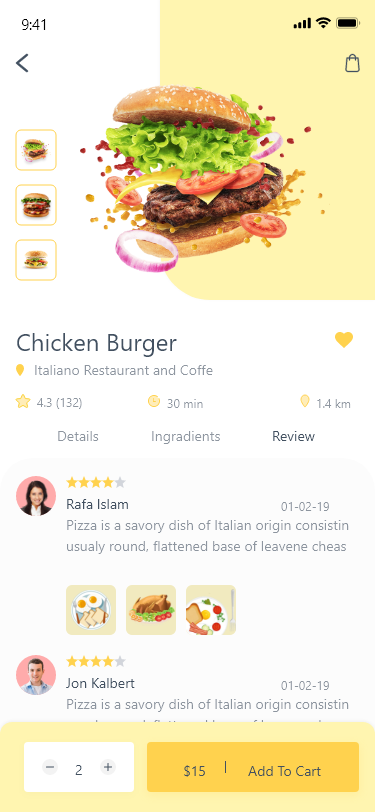 9:41
Chicken Burger
Italiano Restaurant and Coffe
4.3 (132) 30 min 1.4 km
Details Ingradients Review
Rafa Islam 01-02-19
Pizza is a savory dish of Italian origin consistin
usualy round, flattened base of leavene cheas
Jon Kalbert 01-02-19
Pizza is a savory dish of Italian origin consistin
− 2 + $15 | Add To Cart